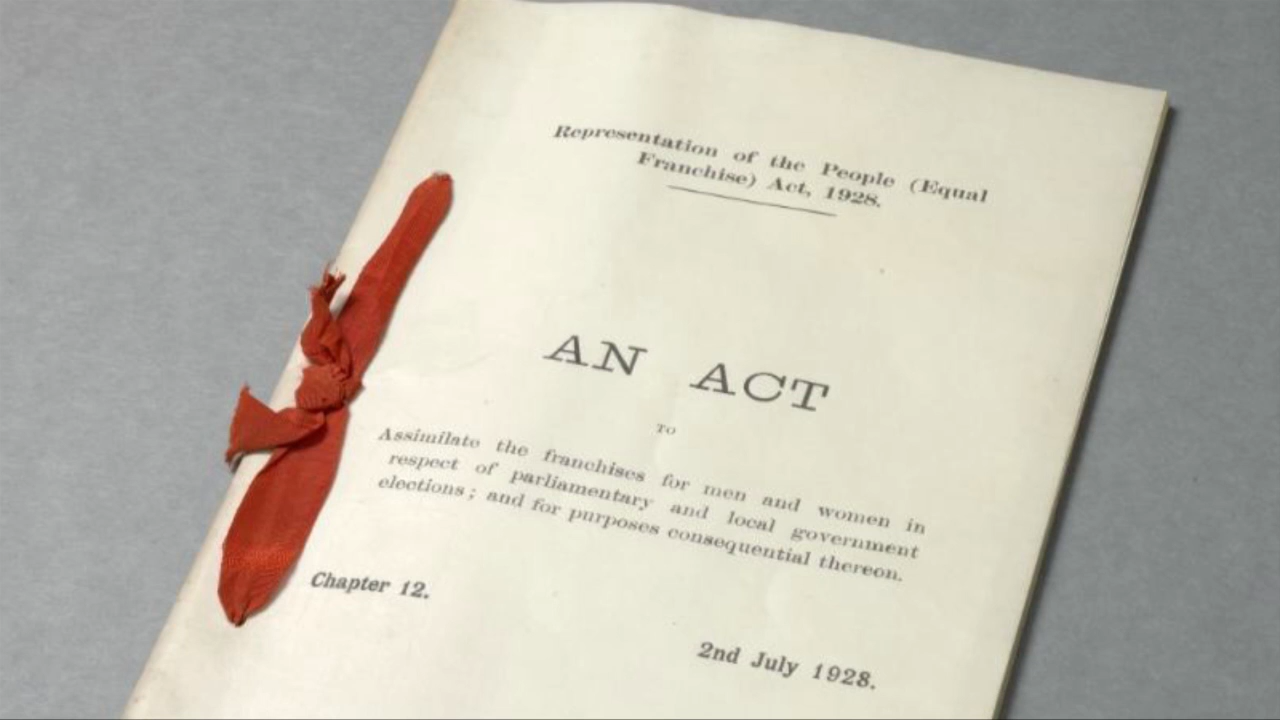 Representation of the People (Equal
Franchise) Act, 1928.
AN ACT
TO
Assimilate the franchises for men and women in
respect of parliamentary and local government
elections; and for purposes consequential thereon.
Chapter 12.
2nd July 1928.